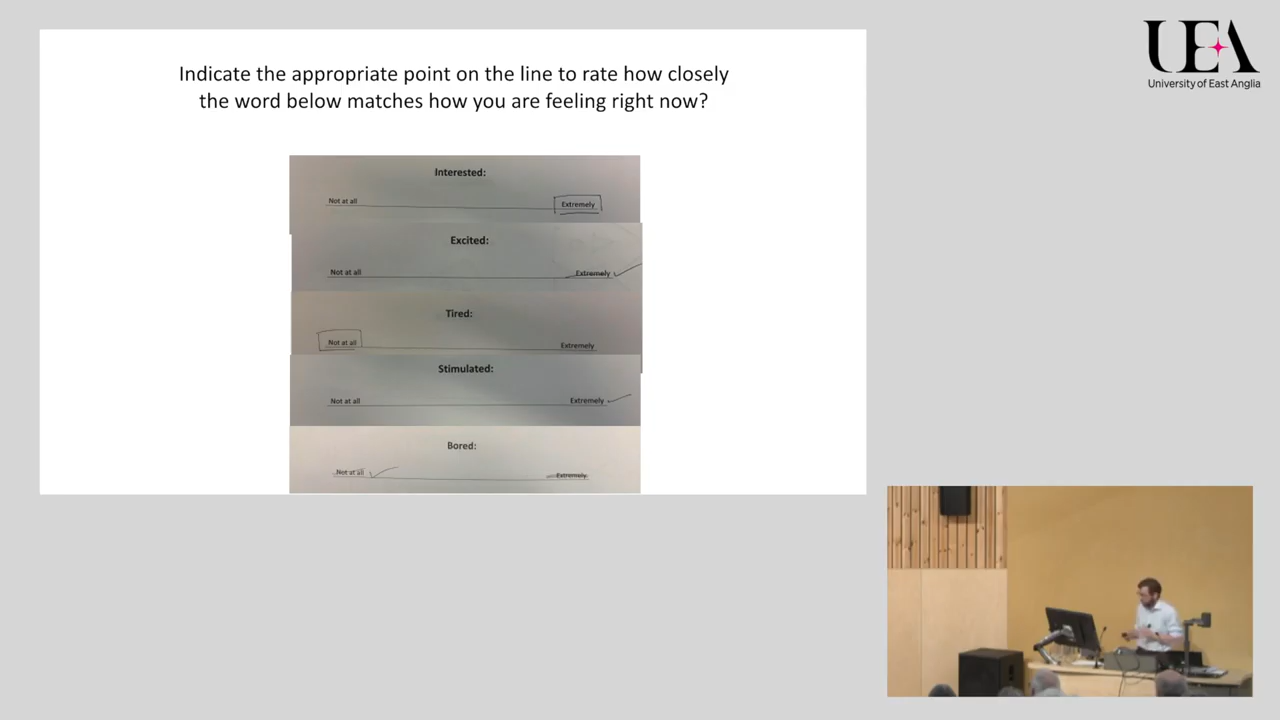 Indicate the appropriate point on the line to rate how closely
the word below matches how you are feeling right now?
Interested:
Not at all Extremely
Excited:
Not at all Extremely
Tired:
Not at all Extremely
Stimulated:
Not at all Extremely
Bored:
Not at all Extremely
UEA
University of East Anglia